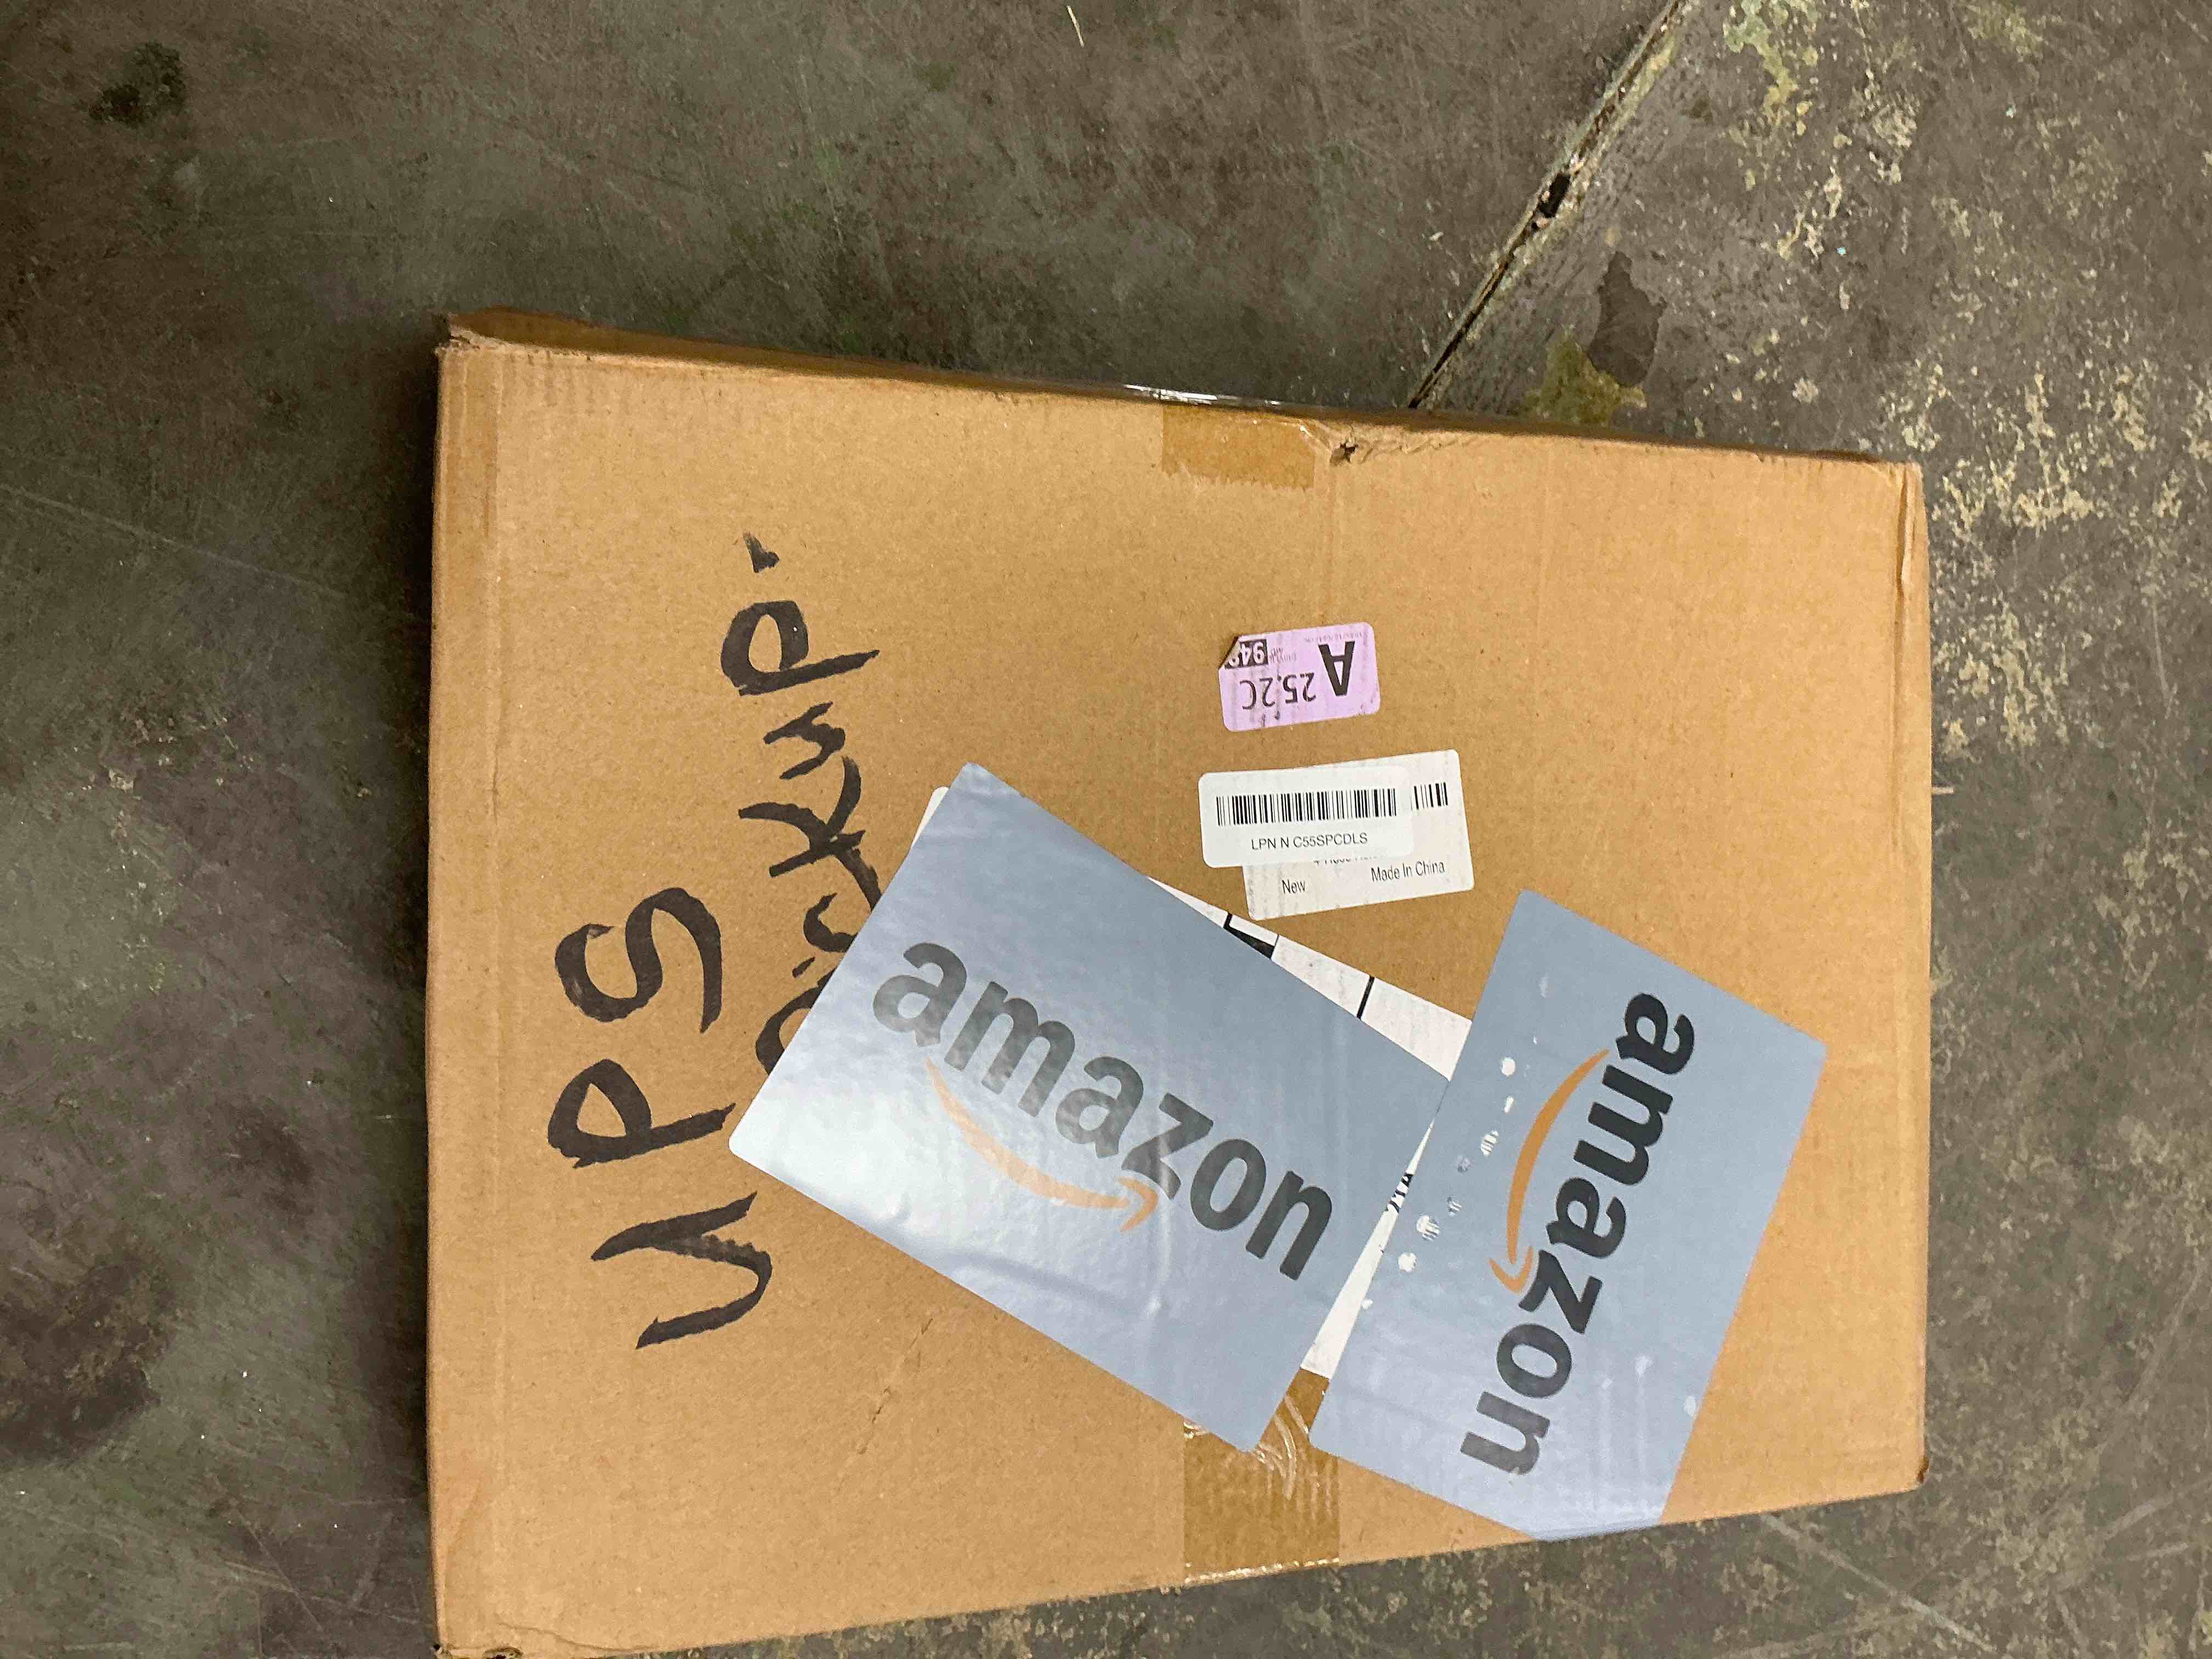 UPS
Pickup.
A
25.2C
LPN N C55SPCDLS
New
Made In China
amazon
amazon